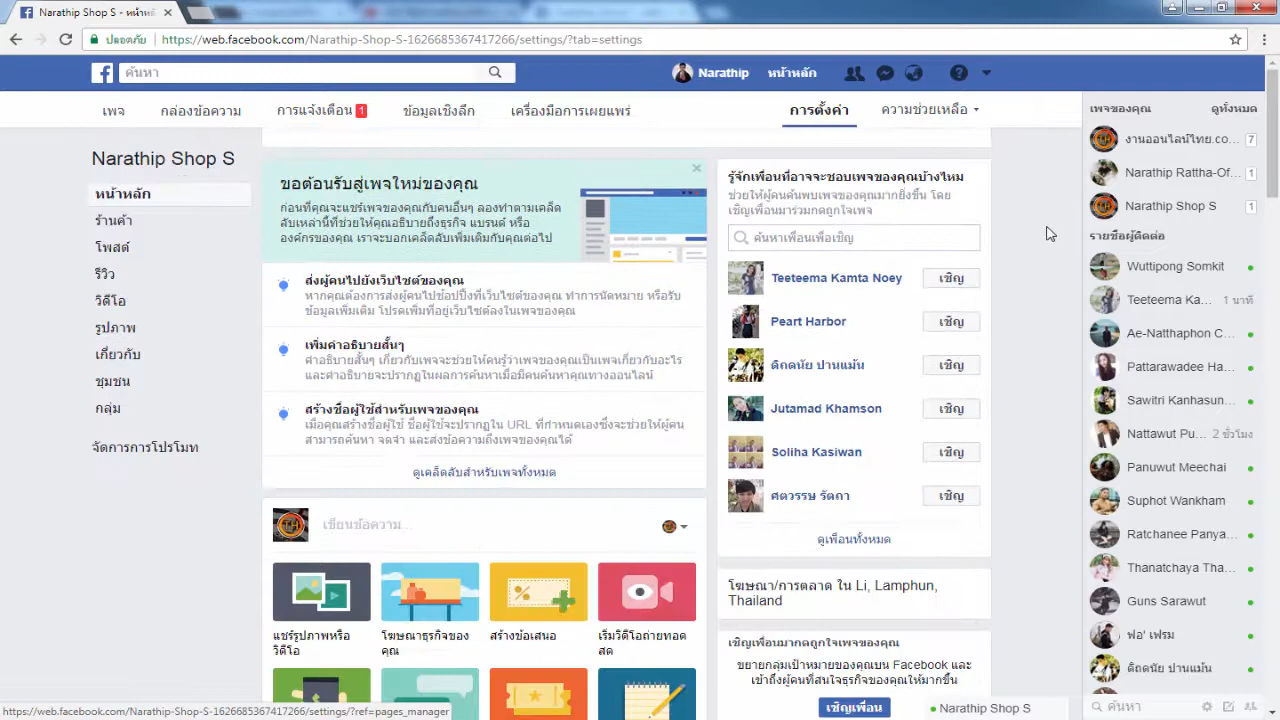 Narathip Shop S - หน้าหลัก
ปลอดภัย
https://web.facebook.com/Narathip-Shop-S-1626685367417266/settings/?tab=settings
ค้นหา
Narathip
หน้าหลัก
เพจ
กล่องข้อความ
การแจ้งเตือน 1
ข้อมูลเชิงลึก
เครื่องมือการเผยแพร่
การตั้งค่า
ความช่วยเหลือ
Narathip Shop S
หน้าหลัก
ร้านค้า
โพสต์
รีวิว
วิดีโอ
รูปภาพ
เกี่ยวกับ
ชุมชน
กลุ่ม
จัดการการโปรโมท
ขอต้อนรับสู่เพจใหม่ของคุณ
ก่อนที่คุณจะแชร์เพจของคุณกับคนอื่นๆ ลองทำตามเคล็ด
ลับเหล่านี้ที่ช่วยให้คุณอธิบายถึงธุรกิจ แบรนด์ หรือ
องค์กรของคุณ เราจะบอกเคล็ดลับเพิ่มเติมกับคุณต่อไป
ส่งผู้คนไปยังเว็บไซต์ของคุณ
หากคุณต้องการส่งผู้คนไปช้อปปิ้งที่เว็บไซต์ของคุณ ทำการนัดหมาย หรือรับ
ข้อมูลเพิ่มเติม โปรดเพิ่มที่อยู่เว็บไซต์ลงในเพจของคุณ
เพิ่มคำอธิบายสั้นๆ
คำอธิบายสั้นๆ เกี่ยวกับเพจจะช่วยให้คนรู้ว่าเพจของคุณเป็นเพจเกี่ยวกับอะไร
และคำอธิบายจะปรากฏในผลการค้นหาเมื่อมีคนค้นหาคุณทางออนไลน์
สร้างชื่อผู้ใช้สำหรับเพจของคุณ
เมื่อคุณสร้างชื่อผู้ใช้ ชื่อผู้ใช้จะปรากฏใน URL ที่กำหนดเองซึ่งจะช่วยให้ผู้คน
สามารถค้นหา จดจำ และส่งข้อความถึงเพจของคุณได้
ดูเคล็ดลับสำหรับเพจทั้งหมด
เขียนข้อความ...
แชร์รูปภาพหรือ
วิดีโอ
โฆษณาธุรกิจของ
คุณ
สร้างข้อเสนอ
เริ่มวิดีโอถ่ายทอด
สด
รู้จักเพื่อนที่อาจจะชอบเพจของคุณบ้างไหม
ช่วยให้ผู้คนค้นพบเพจของคุณมากยิ่งขึ้น โดย
เชิญเพื่อนมาร่วมกดถูกใจเพจ
ค้นหาเพื่อนเพื่อเชิญ
Teeteema Kamta Noey เชิญ
Peart Harbor เชิญ
ดิถดนัย ปานแม้น เชิญ
Jutamad Khamson เชิญ
Soliha Kasiwan เชิญ
ศตวรรษ รัตถา เชิญ
ดูเพื่อนทั้งหมด
โฆษณา/การตลาด ใน Li, Lamphun,
Thailand
เชิญเพื่อนมากดถูกใจเพจของคุณ
ขยายกลุ่มเป้าหมายของคุณบน Facebook และ
เข้าถึงผู้คนที่สนใจธุรกิจของคุณให้มากขึ้น
เชิญเพื่อน
เพจของคุณ ดูทั้งหมด
งานออนไลน์ไทย.co... 7
Narathip Rattha-Of... 1
Narathip Shop S 1
รายชื่อผู้ติดต่อ
Wuttipong Somkit
Teeteema Ka... 1 นาที
Ae-Natthaphon C...
Pattarawadee Ha...
Sawitri Kanhasun...
Nattawut Pu... 2 ชั่วโมง
Panuwut Meechai
Suphot Wankham
Ratchanee Panya...
Thanatchaya Tha...
Guns Sarawut
ฟอ' เฟรม
ดิถดนัย ปานแม้น
ค้นหา
Narathip Shop S
https://web.facebook.com/Narathip-Shop-S-1626685367417266/settings/?ref=pages_manager